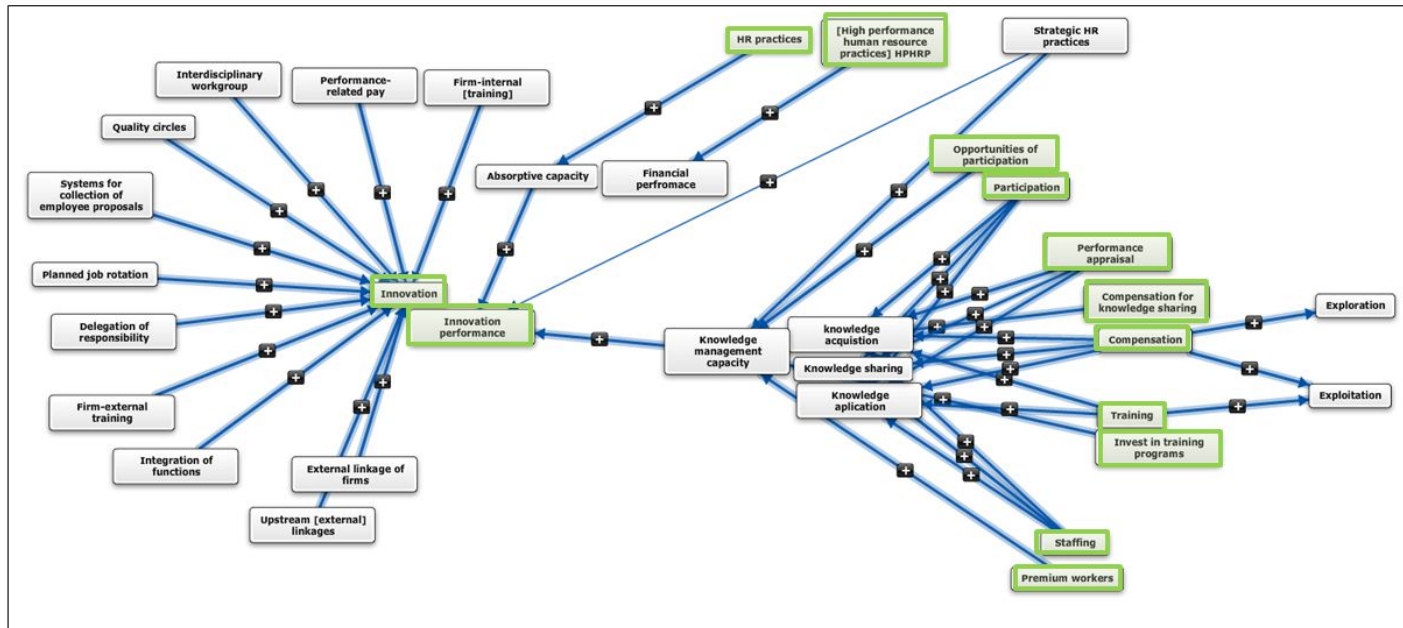 HR practices
[High performance
human resource
practices] HPHRP
Strategic HR
practices
Interdisciplinary
workgroup
Performance-
related pay
Firm-internal
[training]
Quality circles
Opportunities of
participation
Absorptive capacity
Financial perfromace
Participation
Systems for
collection of
employee proposals
Performance
appraisal
Planned job rotation
Innovation
Compensation for
knowledge sharing
Exploration
Delegation of
responsibility
Innovation
performance
knowledge
acquistion
Knowledge
management
capacity
Compensation
Knowledge sharing
Knowledge
aplication
Exploitation
Firm-external
training
Training
Invest in training
programs
Integration of
functions
External linkage of
firms
Upstream [external]
linkages
Staffing
Premium workers